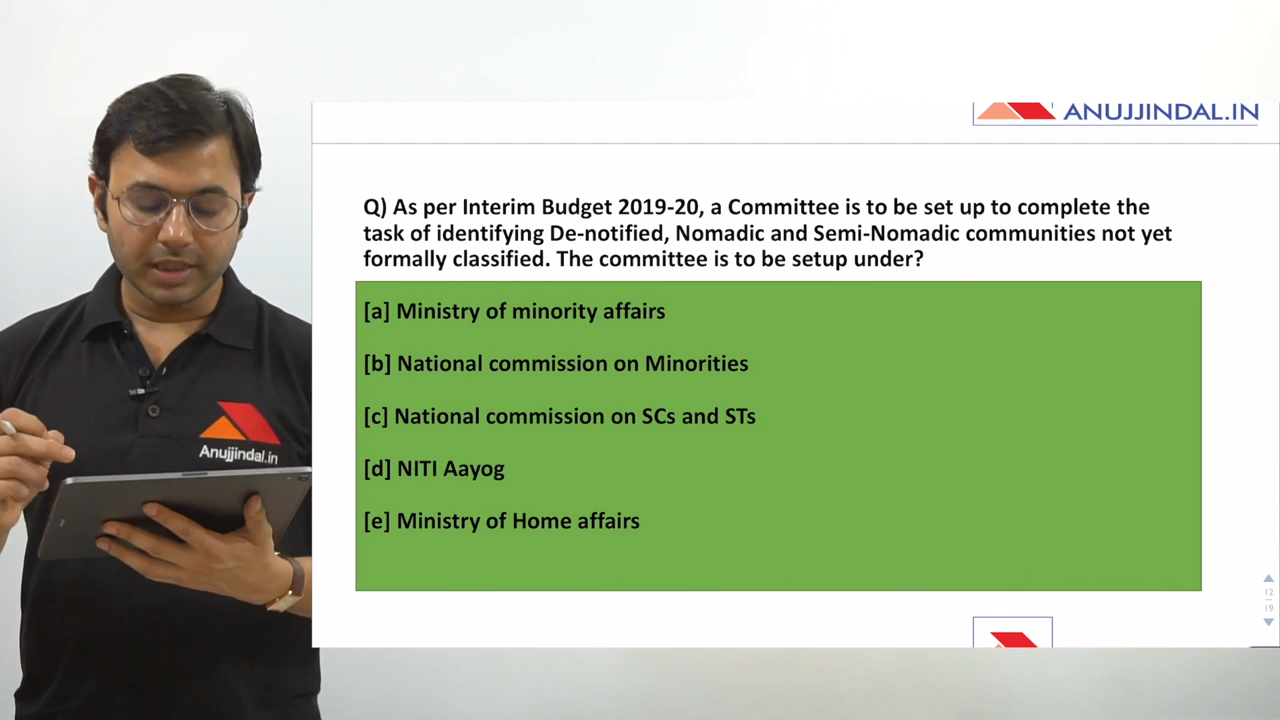 ANUJJINDAL.IN
Q) As per Interim Budget 2019-20, a Committee is to be set up to complete the
task of identifying De-notified, Nomadic and Semi-Nomadic communities not yet
formally classified. The committee is to be setup under?
[a] Ministry of minority affairs
[b] National commission on Minorities
[c] National commission on SCs and STs
[d] NITI Aayog
[e] Ministry of Home affairs
Anujjindal.in
12
19